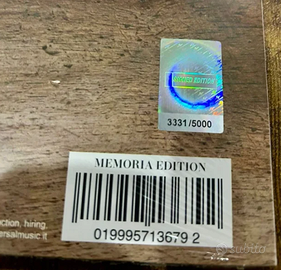 LIMITED EDITION
3331/5000
MEMORIA EDITION
ction, hiring,
ersalmusic.it
019995713679 2